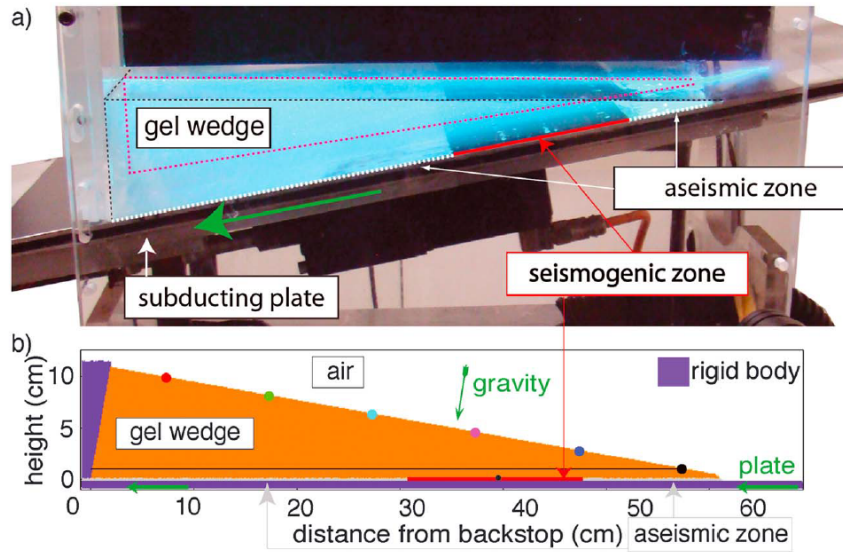 a)
gel wedge
aseismic zone
seismogenic zone
subducting plate
b)
air
rigid body
gravity
gel wedge
plate
height (cm)
10
5
0
0
10
20
30
40
50
60
distance from backstop (cm)
aseismic zone